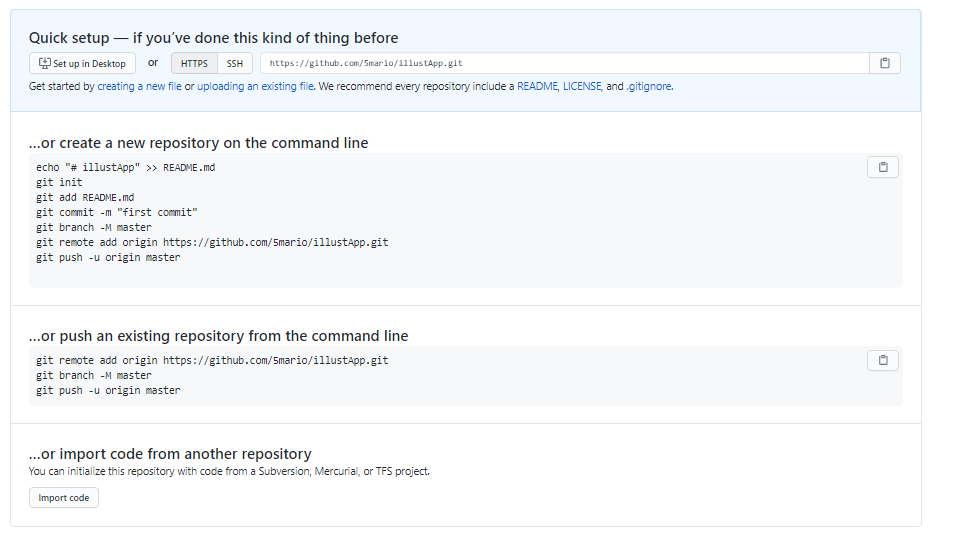 Quick setup — if you've done this kind of thing before
Set up in Desktop or HTTPS SSH https://github.com/5mario/illustApp.git
Get started by creating a new file or uploading an existing file. We recommend every repository include a README, LICENSE, and .gitignore.
...or create a new repository on the command line
echo "# illustApp" >> README.md
git init
git add README.md
git commit -m "first commit"
git branch -M master
git remote add origin https://github.com/5mario/illustApp.git
git push -u origin master
...or push an existing repository from the command line
git remote add origin https://github.com/5mario/illustApp.git
git branch -M master
git push -u origin master
...or import code from another repository
You can initialize this repository with code from a Subversion, Mercurial, or TFS project.
Import code